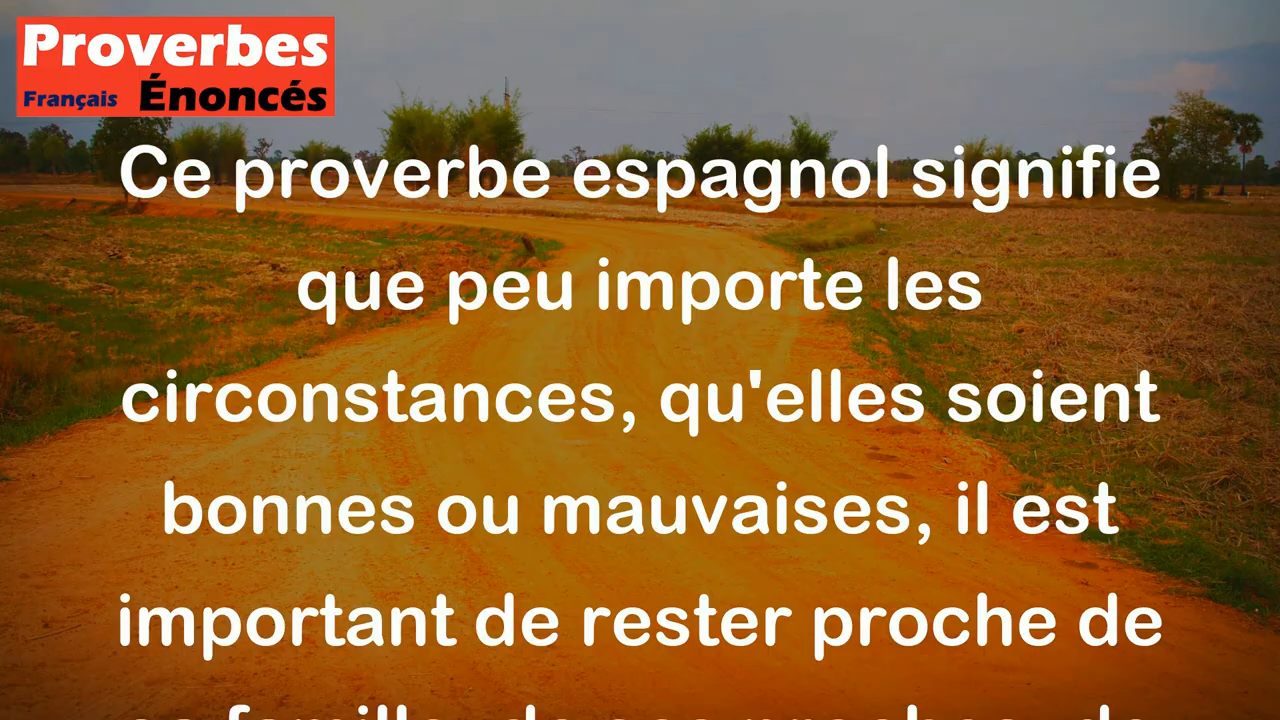 Proverbes
Français Énoncés
Ce proverbe espagnol signifie
que peu importe les
circonstances, qu'elles soient
bonnes ou mauvaises, il est
important de rester proche de